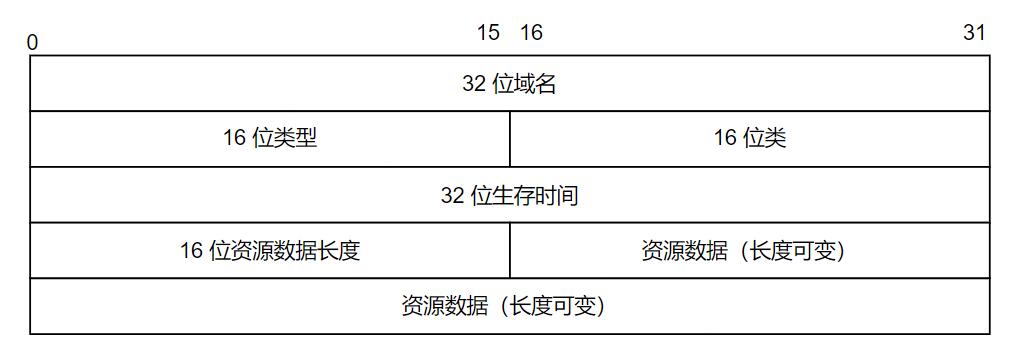 0 15 16 31
32 位域名
16 位类型 16 位类
32 位生存时间
16 位资源数据长度 资源数据（长度可变）
资源数据（长度可变）